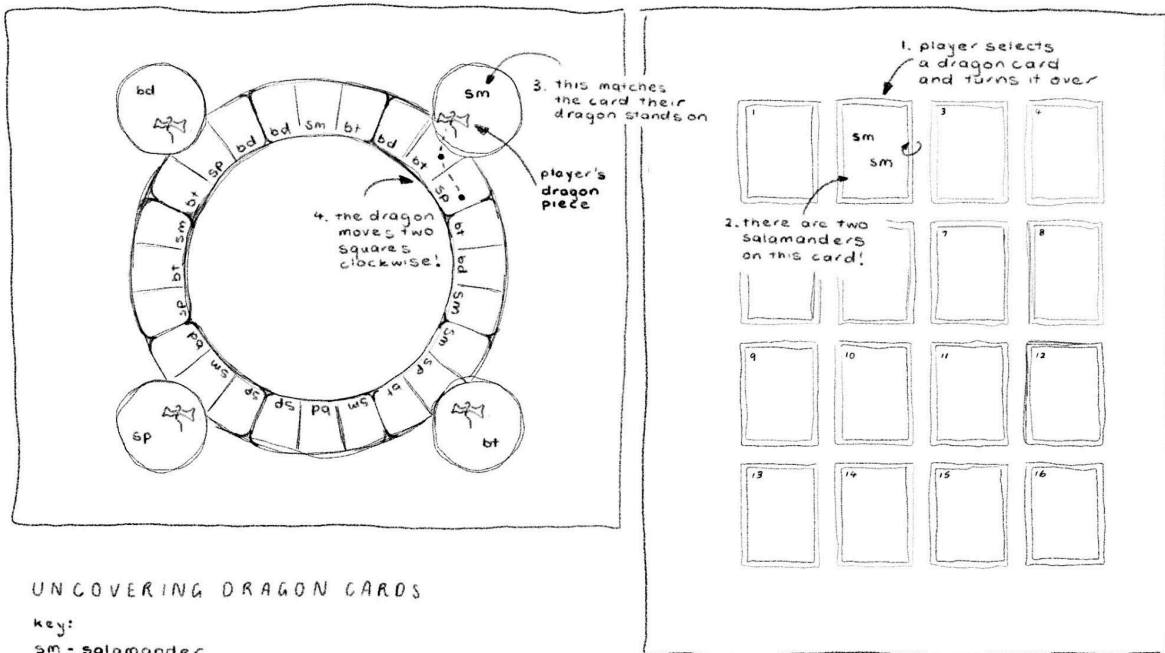 bd
sm
3. this matches
the card their
dragon stands on
player's
dragon
piece
4. the dragon
moves two
squares
clockwise!
bd
bd
sm
bt
bd
bt
sp
bt
bd
sm
sm
sp
bt
sm
bd
sp
sp
sm
bd
sp
bt
sm
bt
sp
sp
bt
1. player selects
a dragon card
and turns it over
1
sm
sm
3
4
2. there are two
salamanders
on this card!
7
8
9
10
11
12
13
14
15
16
UNCOVERING DRAGON CARDS
key:
sm - salamander